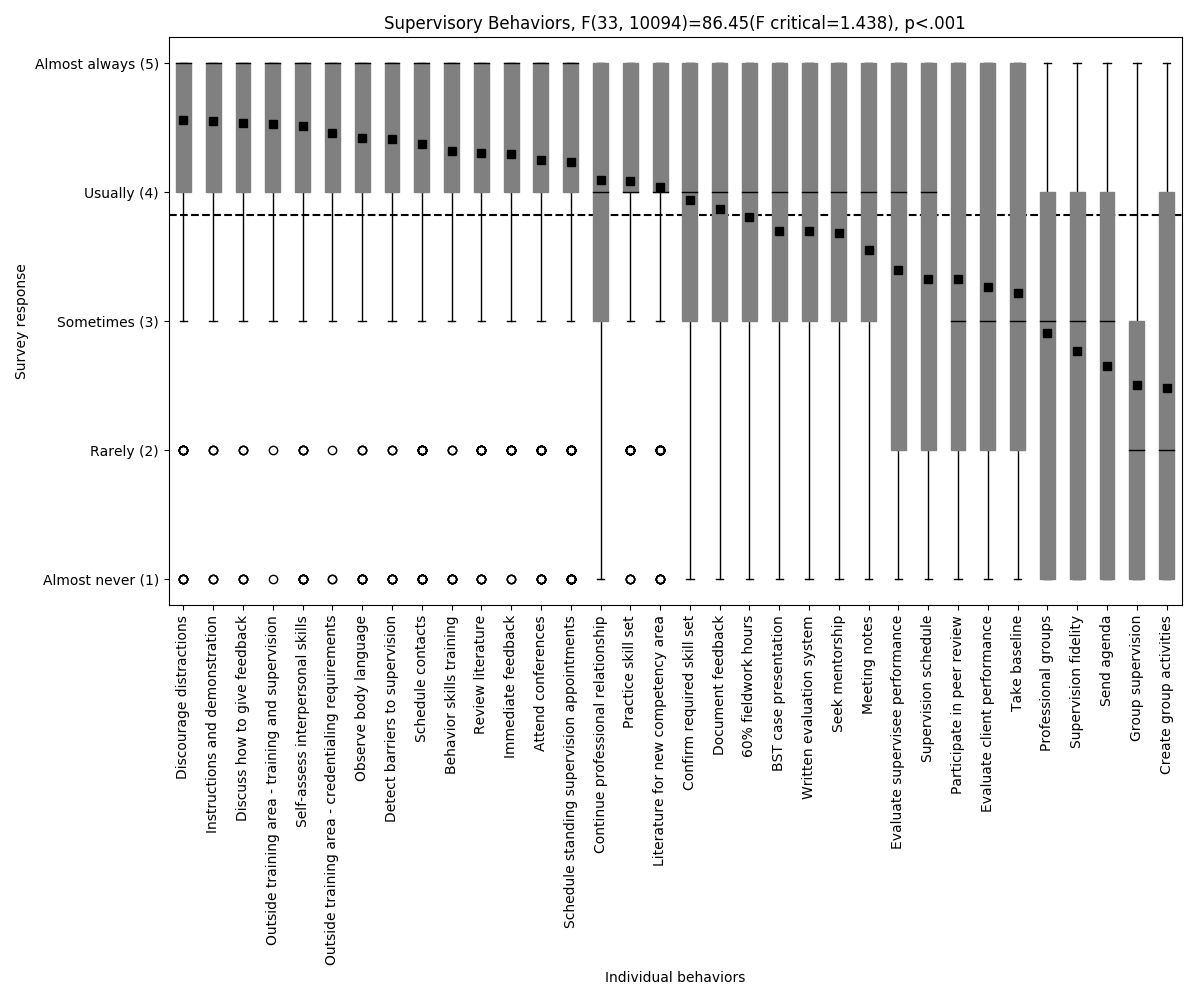 Supervisory Behaviors, F(33, 10094)=86.45(F critical=1.438), p<.001
Almost always (5)
Usually (4)
Sometimes (3)
Rarely (2)
Almost never (1)
Survey response
Discourage distractions
Instructions and demonstration
Discuss how to give feedback
Outside training area - training and supervision
Self-assess interpersonal skills
Outside training area - credentialing requirements
Observe body language
Detect barriers to supervision
Schedule contacts
Behavior skills training
Review literature
Immediate feedback
Attend conferences
Schedule standing supervision appointments
Continue professional relationship
Practice skill set
Literature for new competency area
Confirm required skill set
Document feedback
60% fieldwork hours
BST case presentation
Written evaluation system
Seek mentorship
Meeting notes
Evaluate supervisee performance
Supervision schedule
Participate in peer review
Evaluate client performance
Take baseline
Professional groups
Supervision fidelity
Send agenda
Group supervision
Create group activities
Individual behaviors